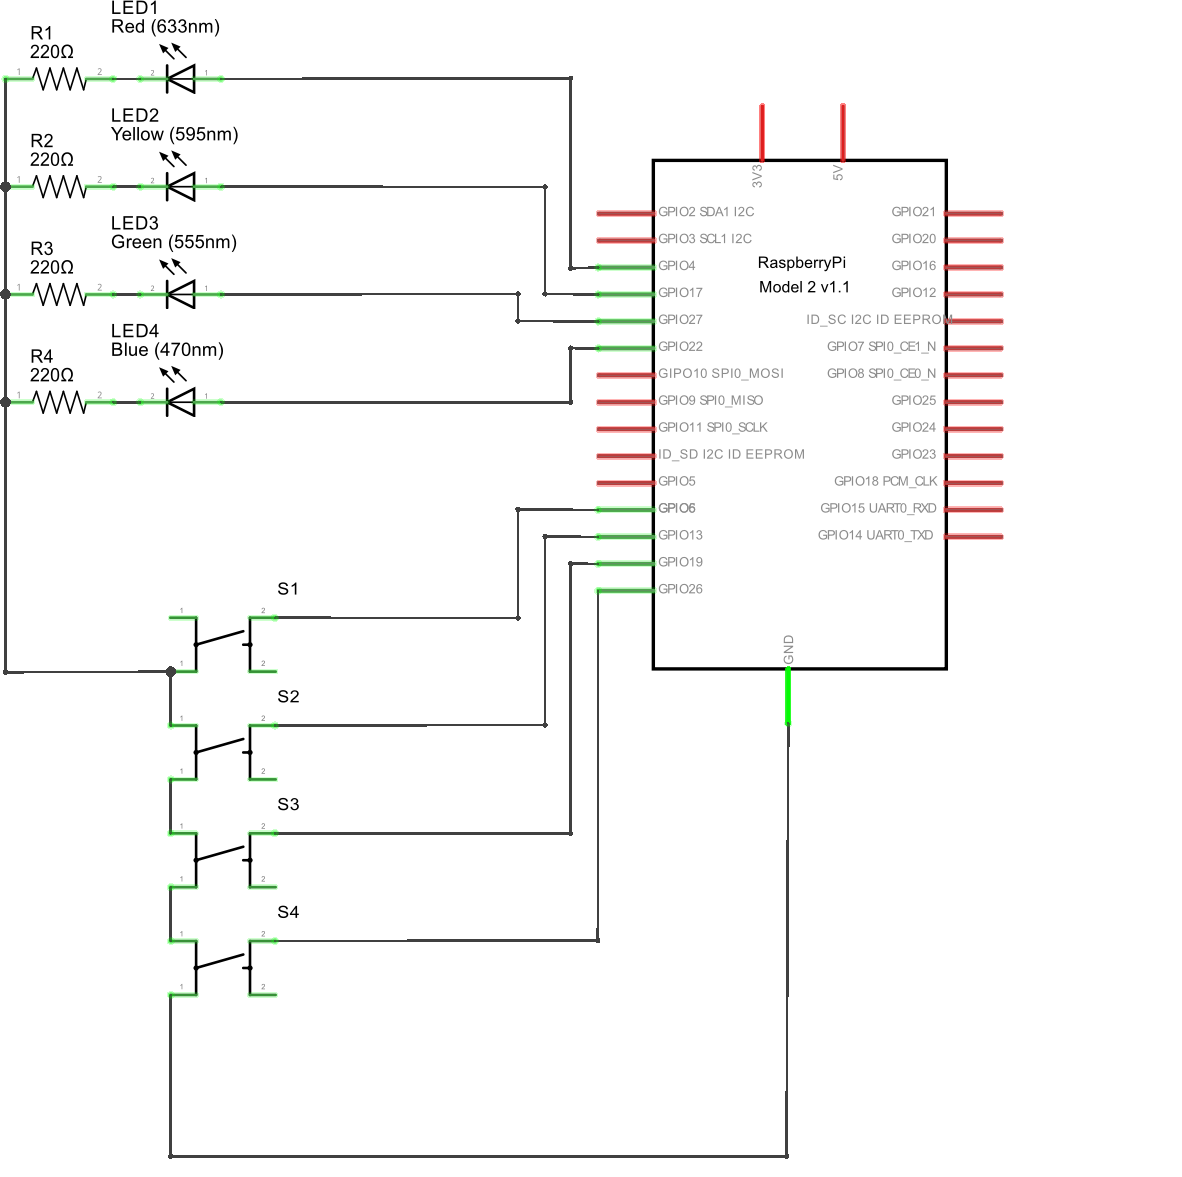 LED1
Red (633nm)
R1
220Ω
1
2
2
1
LED2
Yellow (595nm)
R2
220Ω
1
2
2
1
LED3
Green (555nm)
R3
220Ω
1
2
2
1
LED4
Blue (470nm)
R4
220Ω
1
2
2
1
3V3
5V
RaspberryPi
Model 2 v1.1
GPIO2 SDA1 I2C
GPIO3 SCL1 I2C
GPIO4
GPIO17
GPIO27
GPIO22
GIPO10 SPI0_MOSI
GPIO9 SPI0_MISO
GPIO11 SPI0_SCLK
ID_SD I2C ID EEPROM
GPIO5
GPIO6
GPIO13
GPIO19
GPIO26
GPIO21
GPIO20
GPIO16
GPIO12
ID_SC I2C ID EEPROM
GPIO7 SPI0_CE1_N
GPIO8 SPI0_CE0_N
GPIO25
GPIO24
GPIO23
GPIO18 PCM_CLK
GPIO15 UART0_RXD
GPIO14 UART0_TXD
GND
S1
1
2
1
2
S2
1
2
1
2
S3
1
2
1
2
S4
1
2
1
2